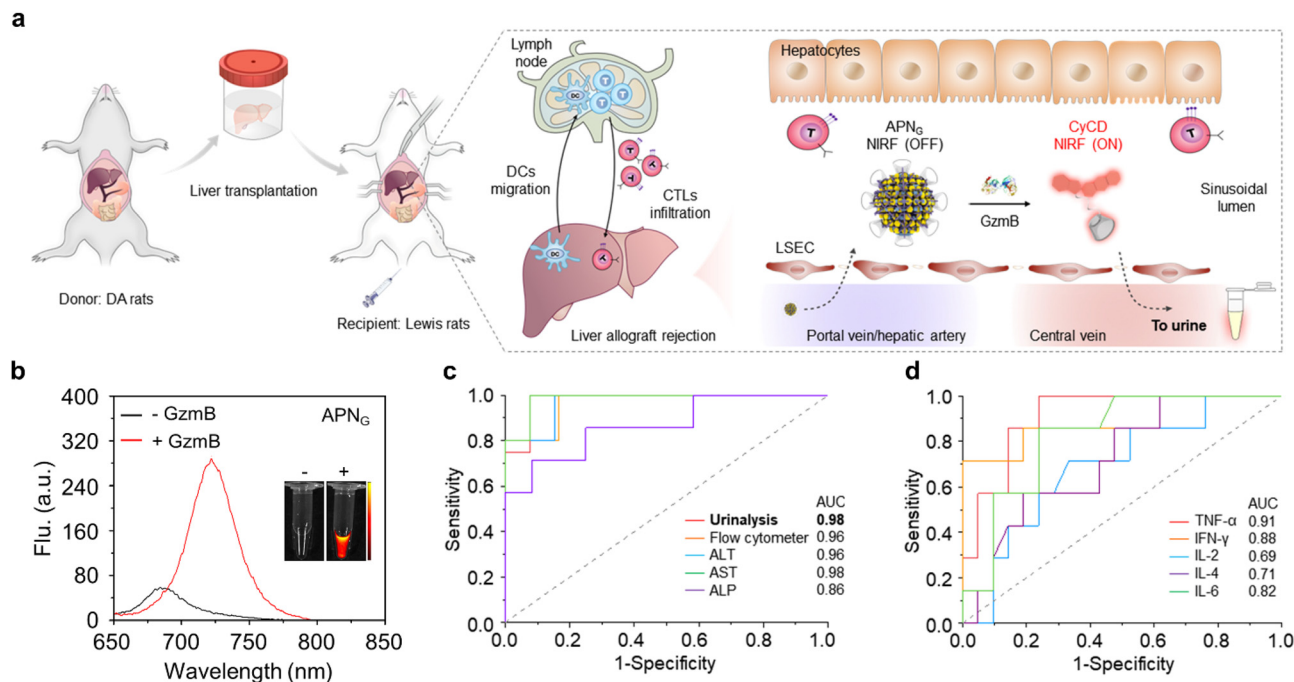 a
Liver transplantation
Donor: DA rats
Recipient: Lewis rats
Lymph
node
DC
T
T
T
DCs
migration
T
T
T
CTLs
infiltration
DC
T
Liver allograft rejection
Hepatocytes
T
APNG
NIRF (OFF)
GzmB
CyCD
NIRF (ON)
T
Sinusoidal
lumen
LSEC
Portal vein/hepatic artery
Central vein
To urine
b
Flu. (a.u.)
400
320
288
240
160
80
0
- GzmB
+ GzmB
APNG
- +
650 700 750 800 850
Wavelength (nm)
c
Sensitivity
1.0
0.8
0.6
0.4
0.2
0.0
AUC
Urinalysis 0.98
Flow cytometer 0.96
ALT 0.96
AST 0.98
ALP 0.86
0.0 0.2 0.4 0.6 0.8 1.0
1-Specificity
d
Sensitivity
1.0
0.8
0.6
0.4
0.2
0.0
AUC
TNF-α 0.91
IFN-γ 0.88
IL-2 0.69
IL-4 0.71
IL-6 0.82
0.0 0.2 0.4 0.6 0.8 1.0
1-Specificity